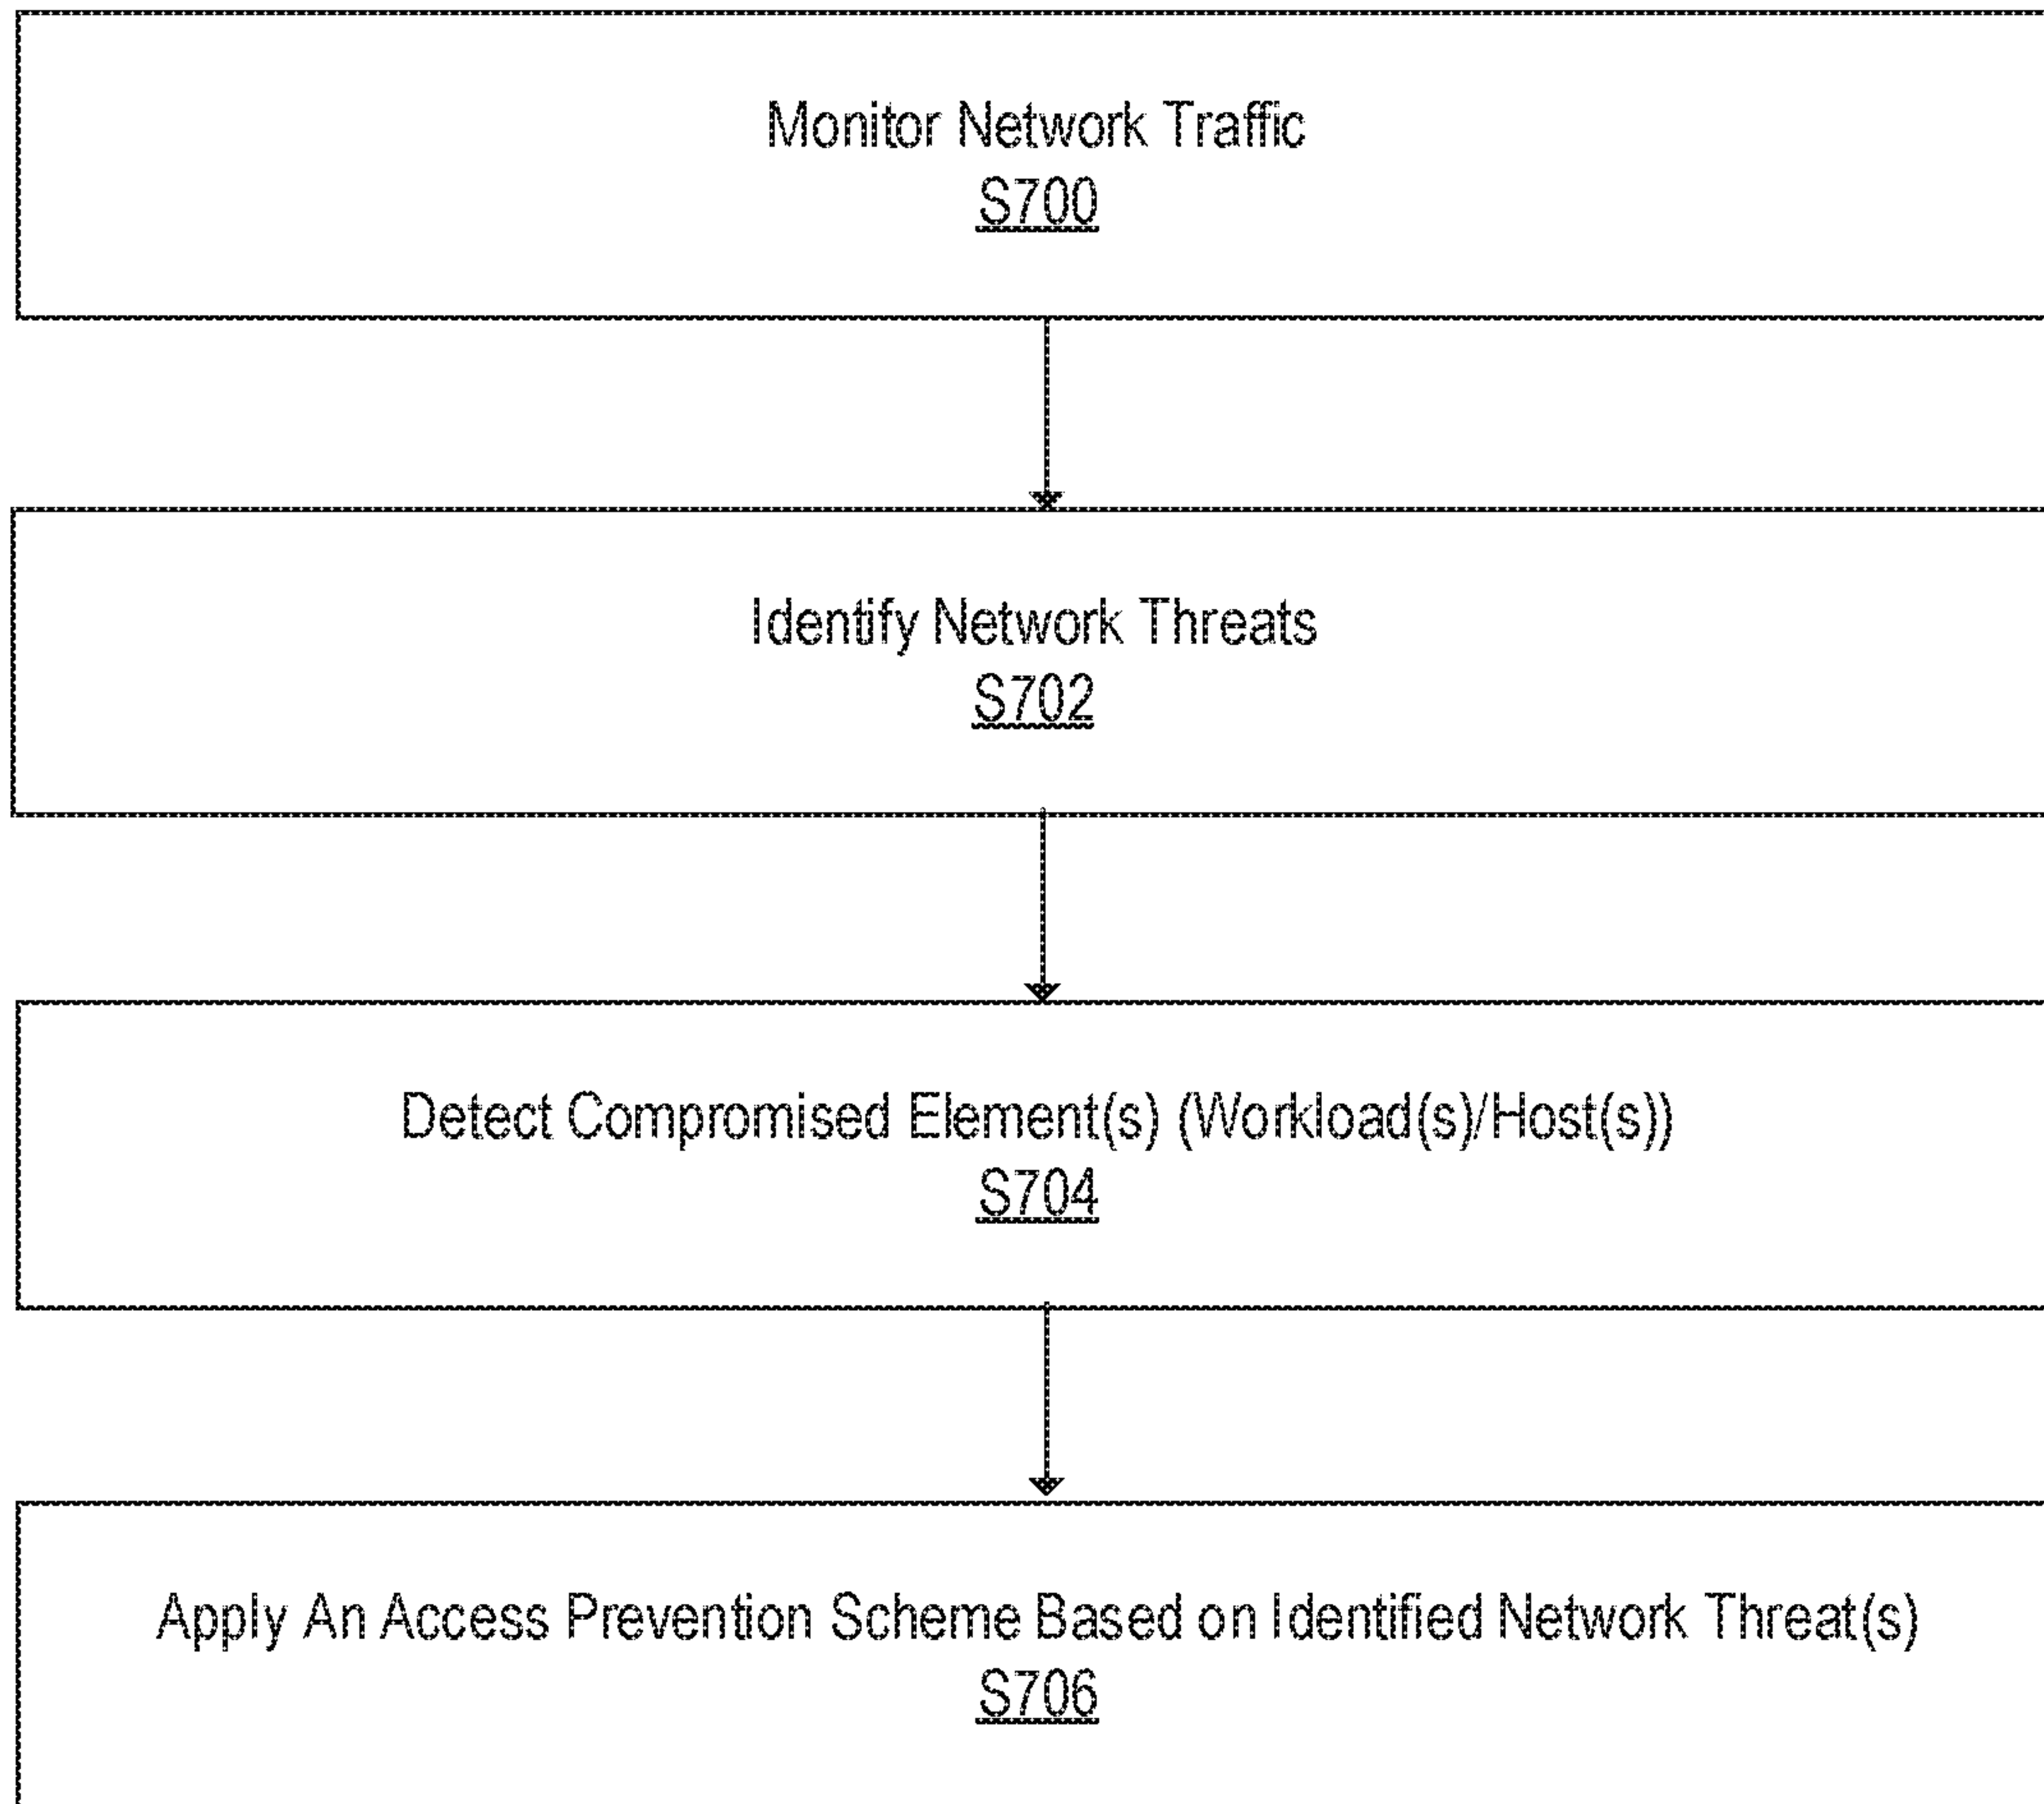 Monitor Network Traffic
S700
Identify Network Threats
S702
Detect Compromised Element(s) (Workload(s)/Host(s))
S704
Apply An Access Prevention Scheme Based on Identified Network Threat(s)
S706